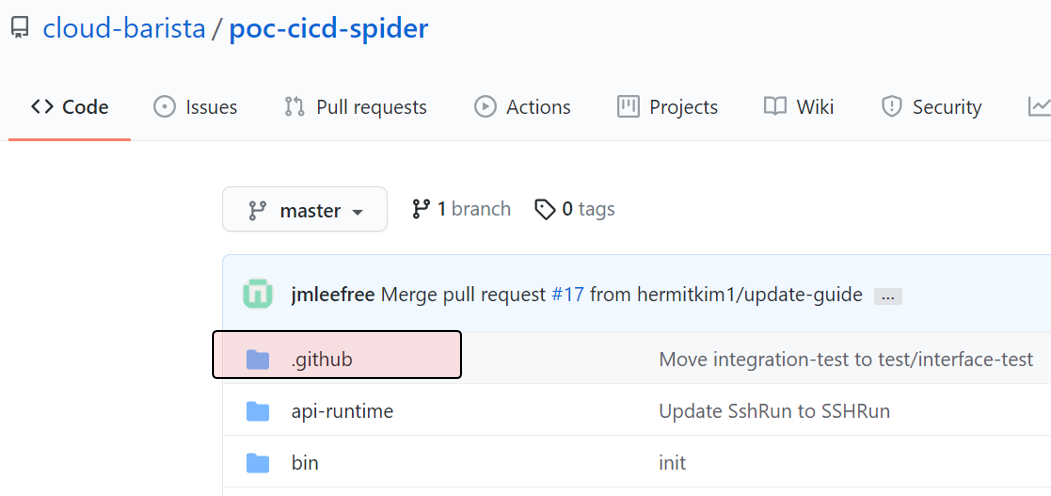 cloud-barista / poc-cicd-spider
Code Issues Pull requests Actions Projects Wiki Security
master 1 branch 0 tags
jmleefree Merge pull request #17 from hermitkim1/update-guide ...
.github Move integration-test to test/interface-test
api-runtime Update SshRun to SSHRun
bin init